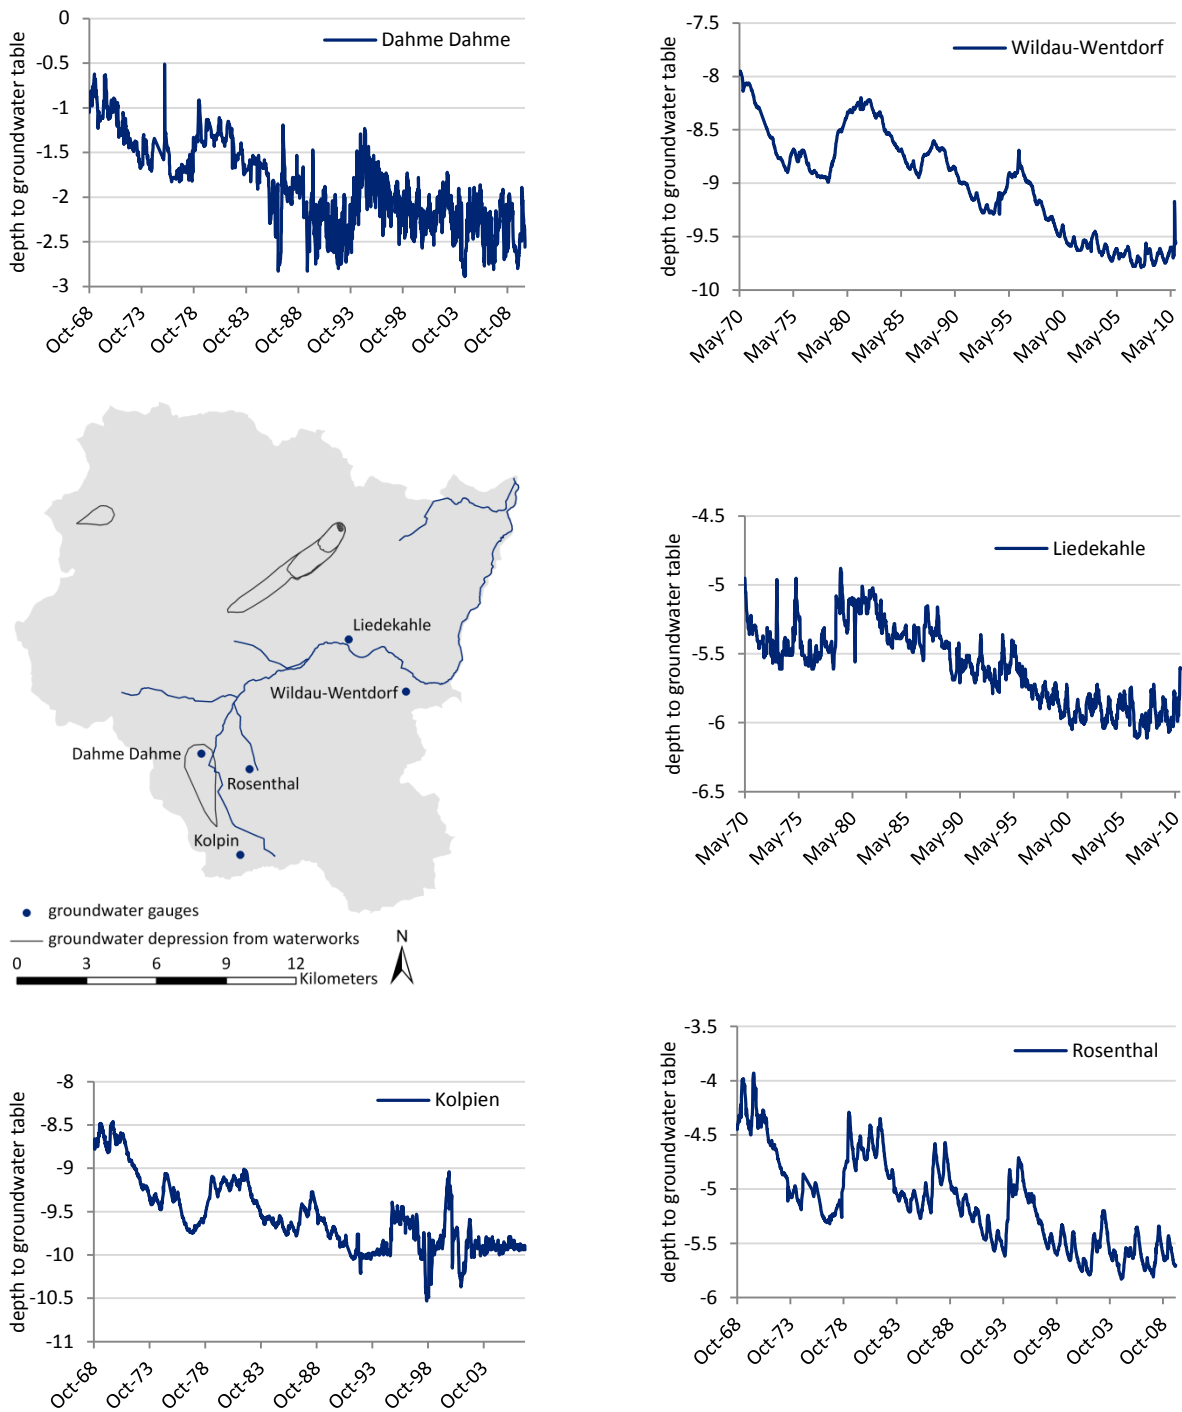 Dahme Dahme
depth to groundwater table
0
-0.5
-1
-1.5
-2
-2.5
-3
Oct-68
Oct-73
Oct-78
Oct-83
Oct-88
Oct-93
Oct-98
Oct-03
Oct-08
Wildau-Wentdorf
depth to groundwater table
-7.5
-8
-8.5
-9
-9.5
-10
May-70
May-75
May-80
May-85
May-90
May-95
May-00
May-05
May-10
Liedekahle
Wildau-Wentdorf
Dahme Dahme
Rosenthal
Kolpin
groundwater gauges
groundwater depression from waterworks
N
0 3 6 9 12
Kilometers
Liedekahle
depth to groundwater table
-4.5
-5
-5.5
-6
-6.5
May-70
May-75
May-80
May-85
May-90
May-95
May-00
May-05
May-10
Kolpien
depth to groundwater table
-8
-8.5
-9
-9.5
-10
-10.5
-11
Oct-68
Oct-73
Oct-78
Oct-83
Oct-88
Oct-93
Oct-98
Oct-03
Rosenthal
depth to groundwater table
-3.5
-4
-4.5
-5
-5.5
-6
Oct-68
Oct-73
Oct-78
Oct-83
Oct-88
Oct-93
Oct-98
Oct-03
Oct-08